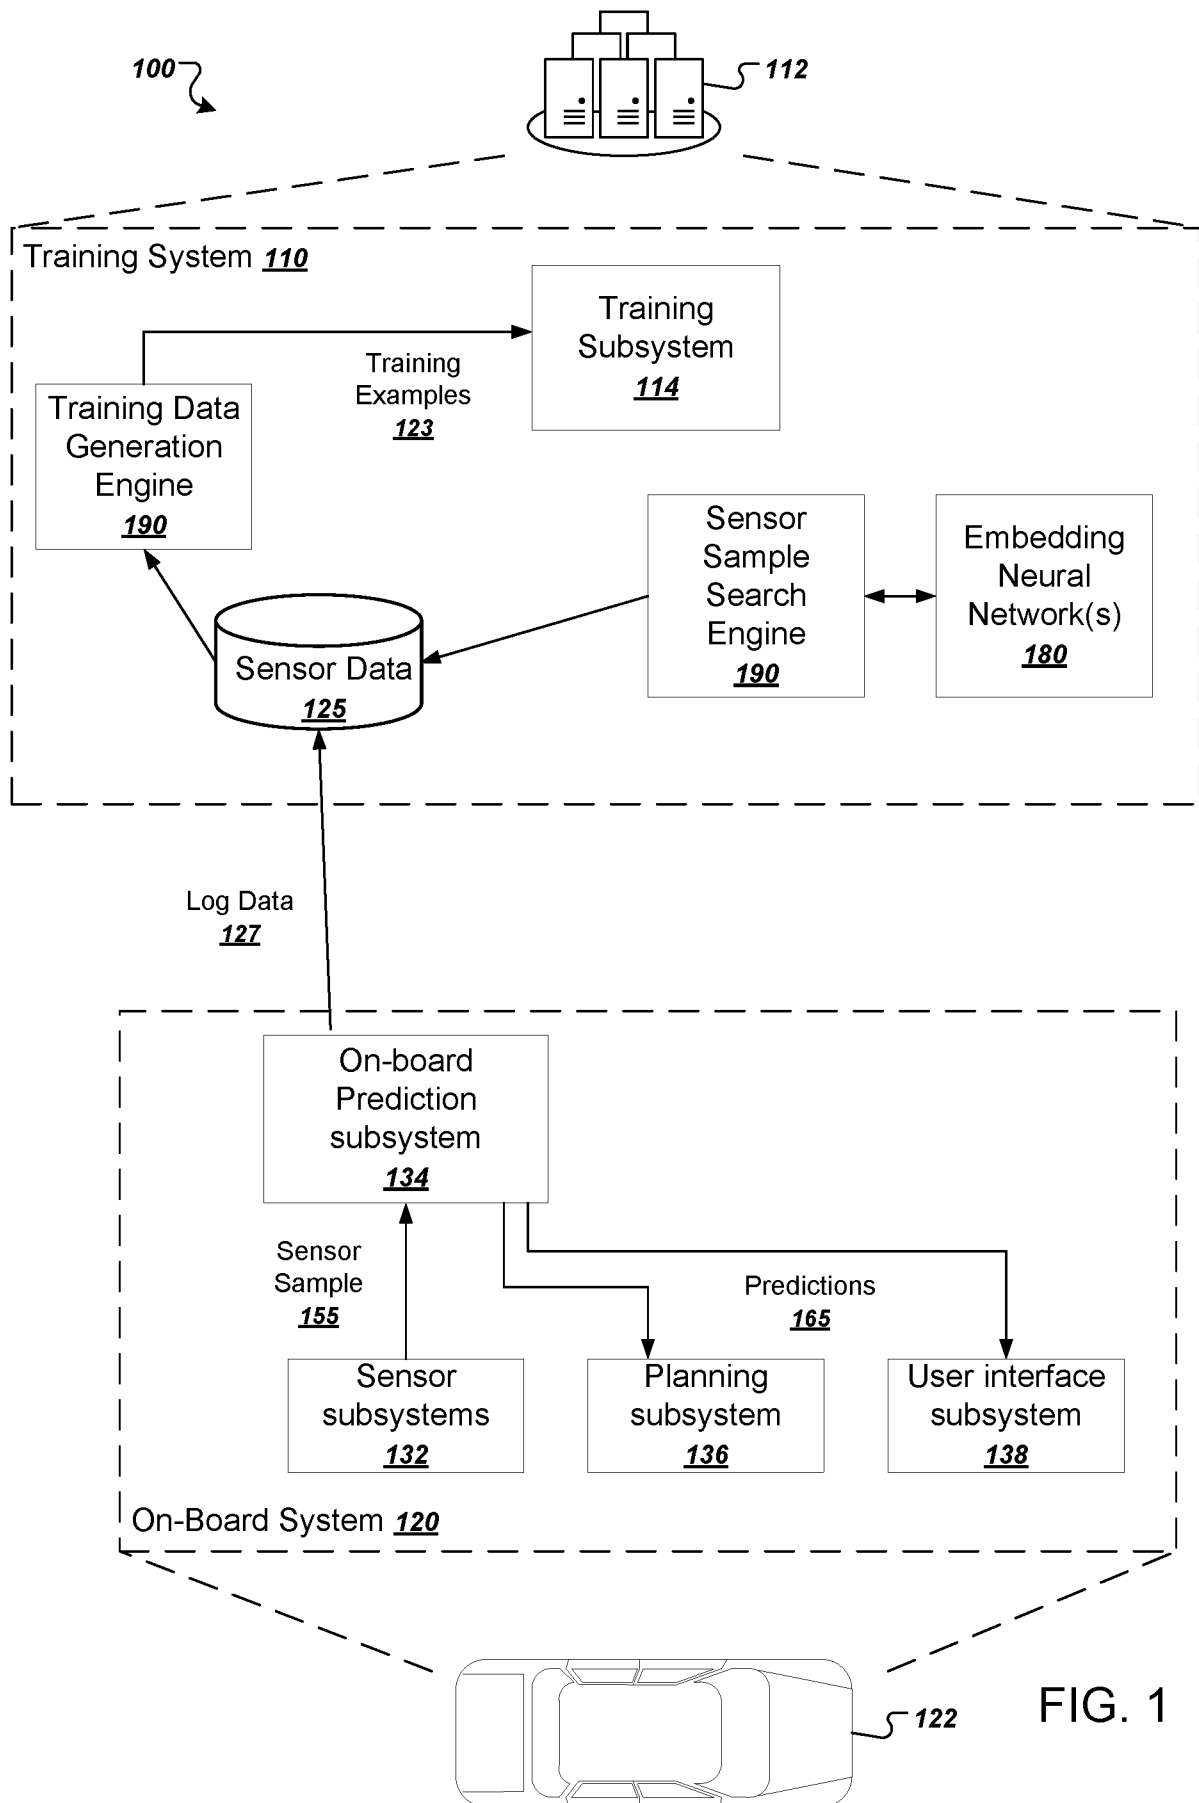 100
112
Training System 110
Training
Subsystem
114
Training
Examples
123
Training Data
Generation
Engine
190
Sensor
Sample
Search
Engine
190
Embedding
Neural
Network(s)
180
Sensor Data
125
Log Data
127
On-board
Prediction
subsystem
134
Sensor
Sample
155
Predictions
165
Sensor
subsystems
132
Planning
subsystem
136
User interface
subsystem
138
On-Board System 120
FIG. 1
122